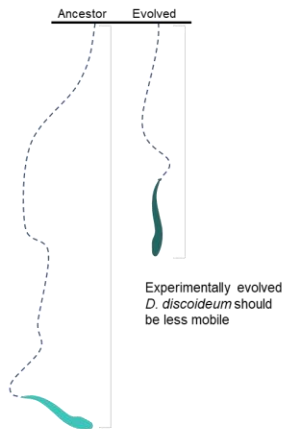 Ancestor Evolved
Experimentally evolved
D. discoideum should
be less mobile